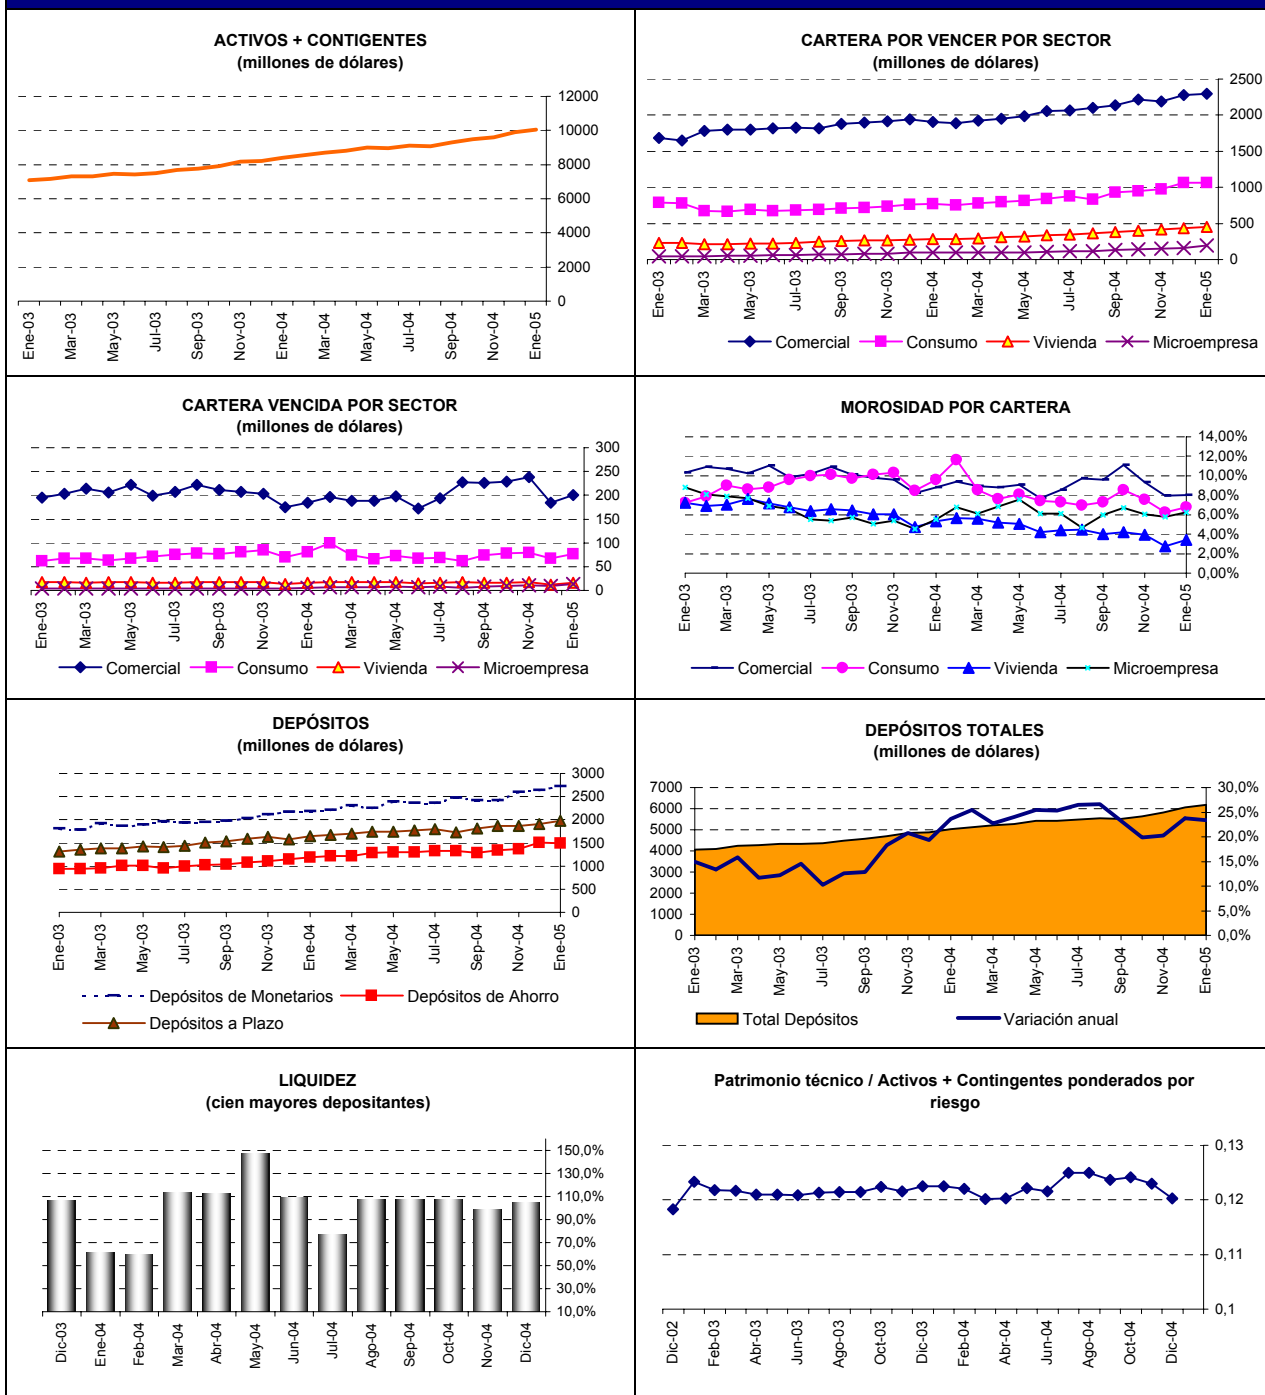 ACTIVOS + CONTIGENTES
(millones de dólares)
12000
10000
8000
6000
4000
2000
0
Ene-03
Mar-03
May-03
Jul-03
Sep-03
Nov-03
Ene-04
Mar-04
May-04
Jul-04
Sep-04
Nov-04
Ene-05
CARTERA POR VENCER POR SECTOR
(millones de dólares)
2500
2000
1500
1000
500
0
Ene-03
Mar-03
May-03
Jul-03
Sep-03
Nov-03
Ene-04
Mar-04
May-04
Jul-04
Sep-04
Nov-04
Ene-05
Comercial Consumo Vivienda Microempresa
CARTERA VENCIDA POR SECTOR
(millones de dólares)
300
250
200
150
100
50
0
Ene-03
Mar-03
May-03
Jul-03
Sep-03
Nov-03
Ene-04
Mar-04
May-04
Jul-04
Sep-04
Nov-04
Ene-05
Comercial Consumo Vivienda Microempresa
MOROSIDAD POR CARTERA
14,00%
12,00%
10,00%
8,00%
6,00%
4,00%
2,00%
0,00%
Ene-03
Mar-03
May-03
Jul-03
Sep-03
Nov-03
Ene-04
Mar-04
May-04
Jul-04
Sep-04
Nov-04
Ene-05
Comercial Consumo Vivienda Microempresa
DEPÓSITOS
(millones de dólares)
3000
2500
2000
1500
1000
500
0
Ene-03
Mar-03
May-03
Jul-03
Sep-03
Nov-03
Ene-04
Mar-04
May-04
Jul-04
Sep-04
Nov-04
Ene-05
Depósitos de Monetarios Depósitos de Ahorro
Depósitos a Plazo
DEPÓSITOS TOTALES
(millones de dólares)
7000
6000
5000
4000
3000
2000
1000
0
30,0%
25,0%
20,0%
15,0%
10,0%
5,0%
0,0%
Ene-03
Mar-03
May-03
Jul-03
Sep-03
Nov-03
Ene-04
Mar-04
May-04
Jul-04
Sep-04
Nov-04
Ene-05
Total Depósitos Variación anual
LIQUIDEZ
(cien mayores depositantes)
150,0%
130,0%
110,0%
90,0%
70,0%
50,0%
30,0%
10,0%
Dic-03
Ene-04
Feb-04
Mar-04
Abr-04
May-04
Jun-04
Jul-04
Ago-04
Sep-04
Oct-04
Nov-04
Dic-04
Patrimonio técnico / Activos + Contingentes ponderados por
riesgo
0,13
0,12
0,11
0,1
Dic-02
Feb-03
Abr-03
Jun-03
Ago-03
Oct-03
Dic-03
Feb-04
Abr-04
Jun-04
Ago-04
Oct-04
Dic-04